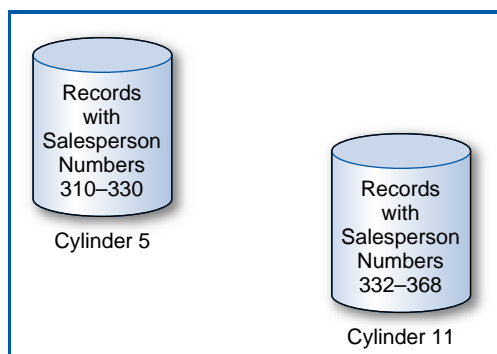 Records
with
Salesperson
Numbers
310–330
Cylinder 5
Records
with
Salesperson
Numbers
332–368
Cylinder 11